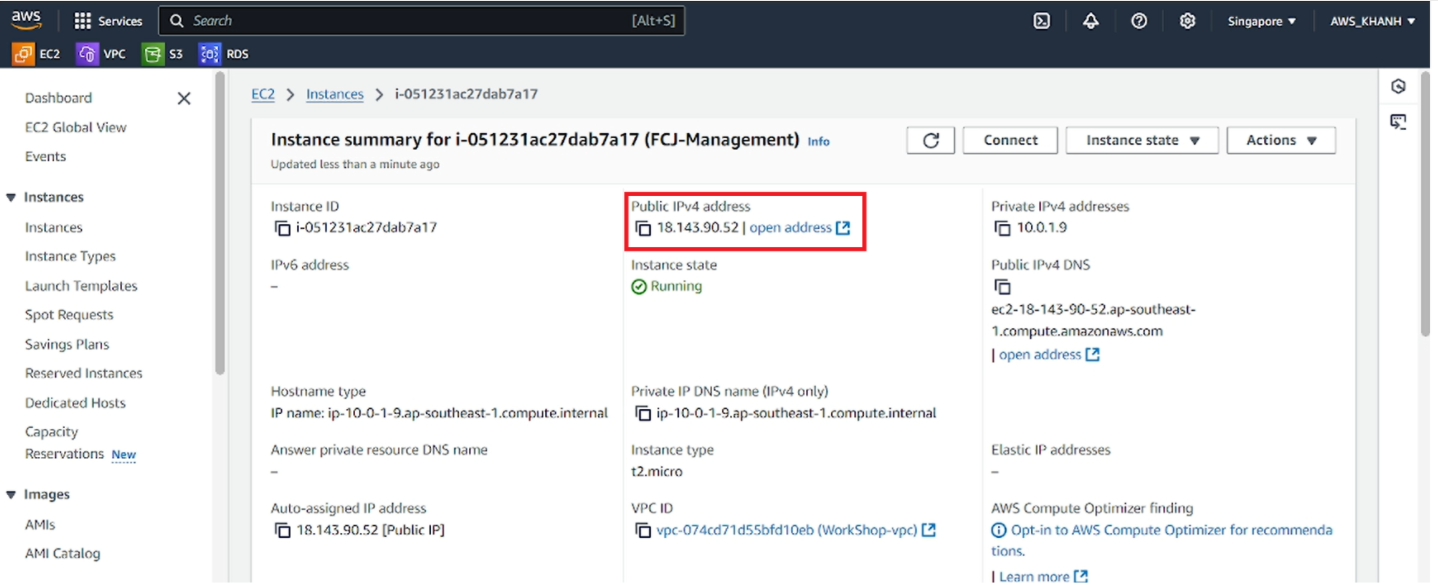 aws
Services
Search
[Alt+S]
Singapore
AWS_KHANH
EC2
VPC
S3
RDS
Dashboard
EC2 Global View
Events
Instances
Instances
Instance Types
Launch Templates
Spot Requests
Savings Plans
Reserved Instances
Dedicated Hosts
Capacity
Reservations New
Images
AMIs
AMI Catalog
EC2 > Instances > i-051231ac27dab7a17
Instance summary for i-051231ac27dab7a17 (FCJ-Management) Info
Updated less than a minute ago
Connect
Instance state
Actions
Instance ID
i-051231ac27dab7a17
Public IPv4 address
18.143.90.52 | open address
Private IPv4 addresses
10.0.1.9
IPv6 address
–
Instance state
Running
Public IPv4 DNS
ec2-18-143-90-52.ap-southeast-
1.compute.amazonaws.com
| open address
Hostname type
IP name: ip-10-0-1-9.ap-southeast-1.compute.internal
Private IP DNS name (IPv4 only)
ip-10-0-1-9.ap-southeast-1.compute.internal
Answer private resource DNS name
–
Instance type
t2.micro
Elastic IP addresses
–
Auto-assigned IP address
18.143.90.52 [Public IP]
VPC ID
vpc-074cd71d55bfd10eb (WorkShop-vpc)
AWS Compute Optimizer finding
Opt-in to AWS Compute Optimizer for recommenda
tions.
| Learn more